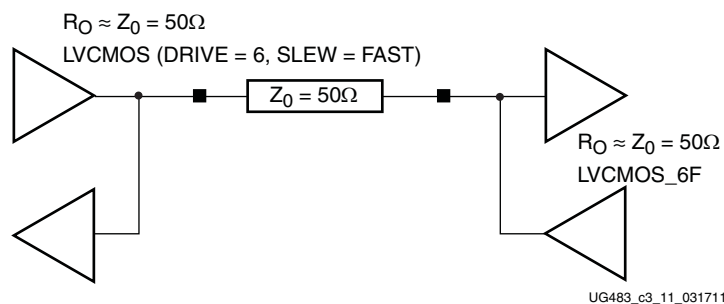 R_O ≈ Z_0 = 50Ω
LVCMOS (DRIVE = 6, SLEW = FAST)
Z_0 = 50Ω
R_O ≈ Z_0 = 50Ω
LVCMOS_6F
UG483_c3_11_031711